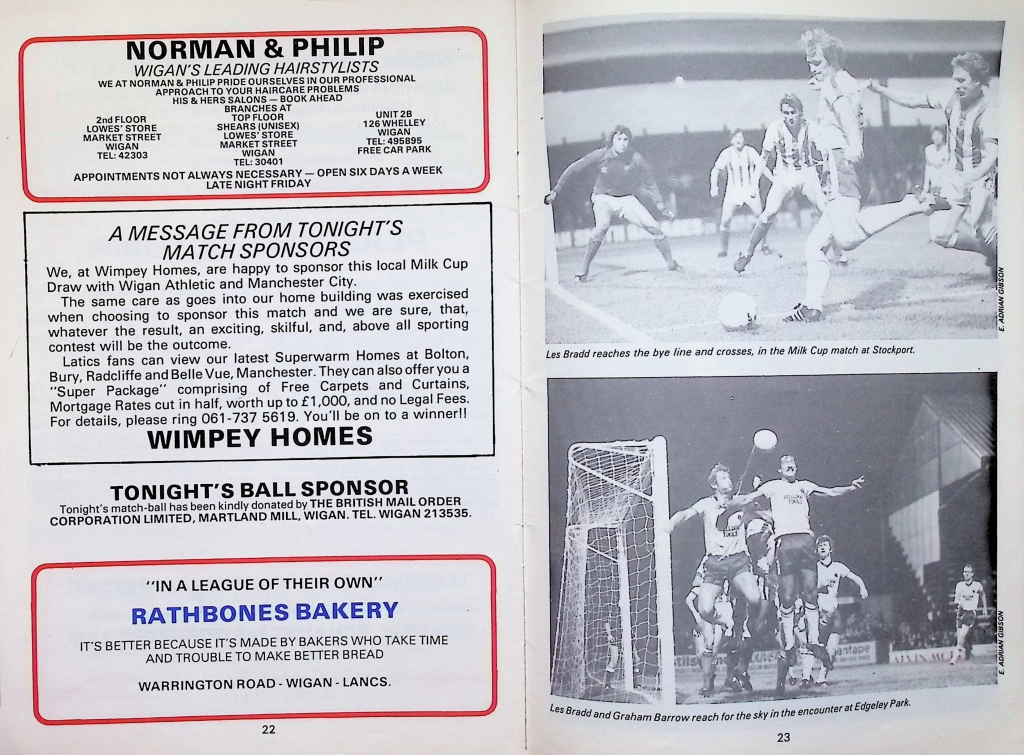 NORMAN & PHILIP
WIGAN'S LEADING HAIRSTYLISTS
WE AT NORMAN & PHILIP PRIDE OURSELVES IN OUR PROFESSIONAL
APPROACH TO YOUR HAIRCARE PROBLEMS
HIS & HERS SALONS — BOOK AHEAD
BRANCHES AT
2nd FLOOR
LOWES' STORE
MARKET STREET
WIGAN
TEL: 42303
TOP FLOOR
SHEARS (UNISEX)
LOWES' STORE
MARKET STREET
WIGAN
TEL: 30401
UNIT 2B
126 WHELLEY
WIGAN
TEL: 495895
FREE CAR PARK
APPOINTMENTS NOT ALWAYS NECESSARY — OPEN SIX DAYS A WEEK
LATE NIGHT FRIDAY
A MESSAGE FROM TONIGHT'S
MATCH SPONSORS
We, at Wimpey Homes, are happy to sponsor this local Milk Cup
Draw with Wigan Athletic and Manchester City.
The same care as goes into our home building was exercised
when choosing to sponsor this match and we are sure, that,
whatever the result, an exciting, skilful, and, above all sporting
contest will be the outcome.
Latics fans can view our latest Superwarm Homes at Bolton,
Bury, Radcliffe and Belle Vue, Manchester. They can also offer you a
"Super Package" comprising of Free Carpets and Curtains,
Mortgage Rates cut in half, worth up to £1,000, and no Legal Fees.
For details, please ring 061-737 5619. You'll be on to a winner!!
WIMPEY HOMES
TONIGHT'S BALL SPONSOR
Tonight's match-ball has been kindly donated by THE BRITISH MAIL ORDER
CORPORATION LIMITED, MARTLAND MILL, WIGAN. TEL. WIGAN 213535.
"IN A LEAGUE OF THEIR OWN"
RATHBONES BAKERY
IT'S BETTER BECAUSE IT'S MADE BY BAKERS WHO TAKE TIME
AND TROUBLE TO MAKE BETTER BREAD
WARRINGTON ROAD - WIGAN - LANCS.
22
E. ADRIAN GIBSON
Les Bradd reaches the bye line and crosses, in the Milk Cup match at Stockport.
E. ADRIAN GIBSON
Les Bradd and Graham Barrow reach for the sky in the encounter at Edgeley Park.
23